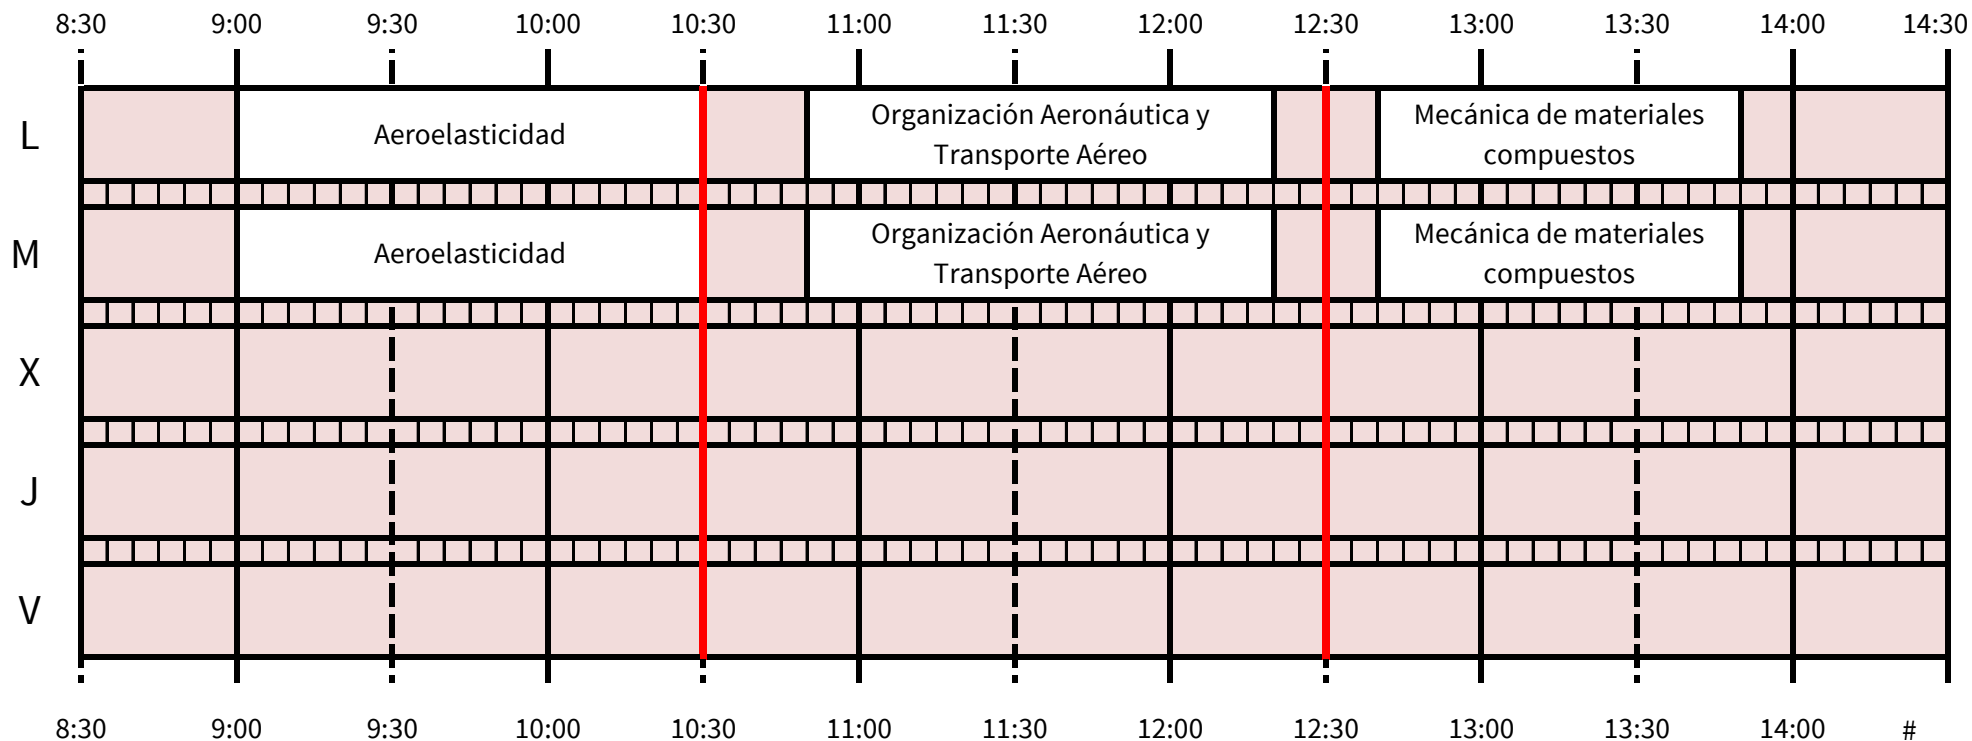 8:30 9:00 9:30 10:00 10:30 11:00 11:30 12:00 12:30 13:00 13:30 14:00 14:30
L
Aeroelasticidad
Organización Aeronáutica y
Transporte Aéreo
Mecánica de materiales
compuestos
M
Aeroelasticidad
Organización Aeronáutica y
Transporte Aéreo
Mecánica de materiales
compuestos
X
J
V
8:30 9:00 9:30 10:00 10:30 11:00 11:30 12:00 12:30 13:00 13:30 14:00 #